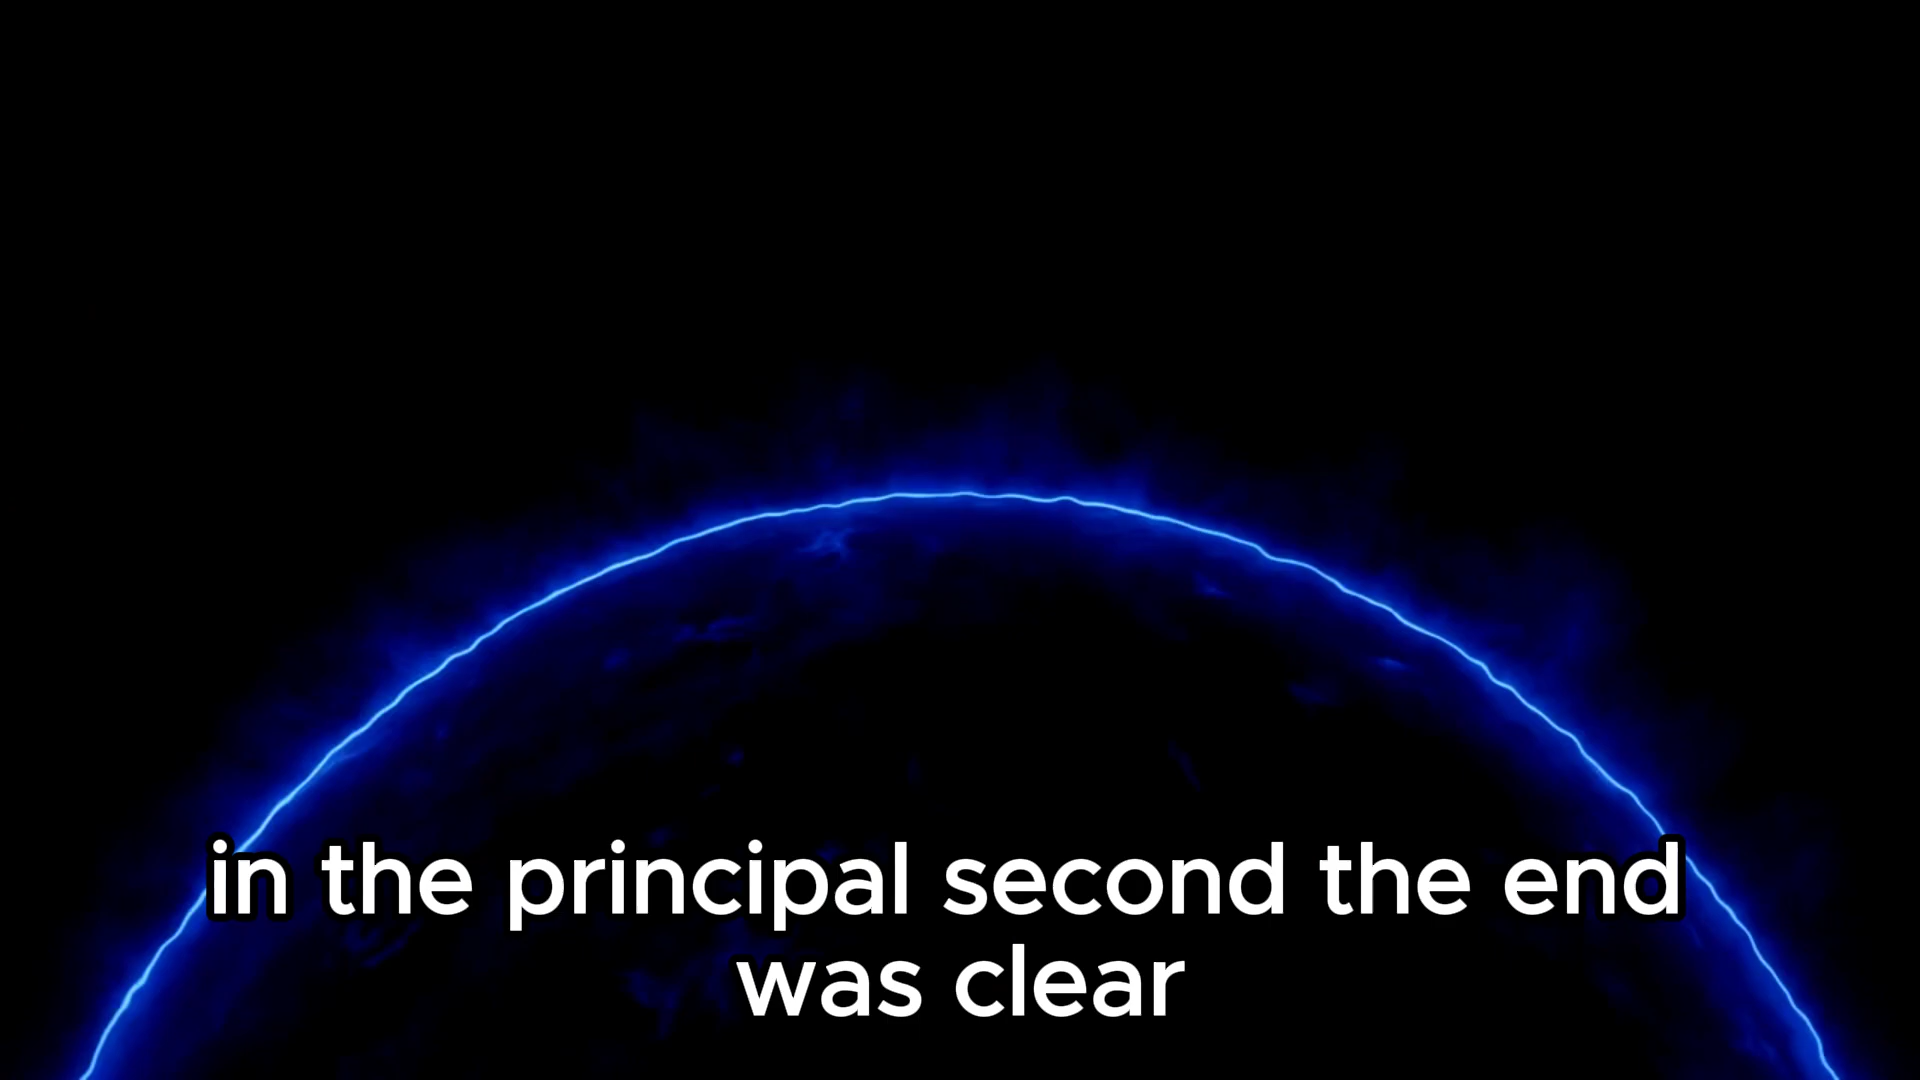 in the principal second the end
was clear